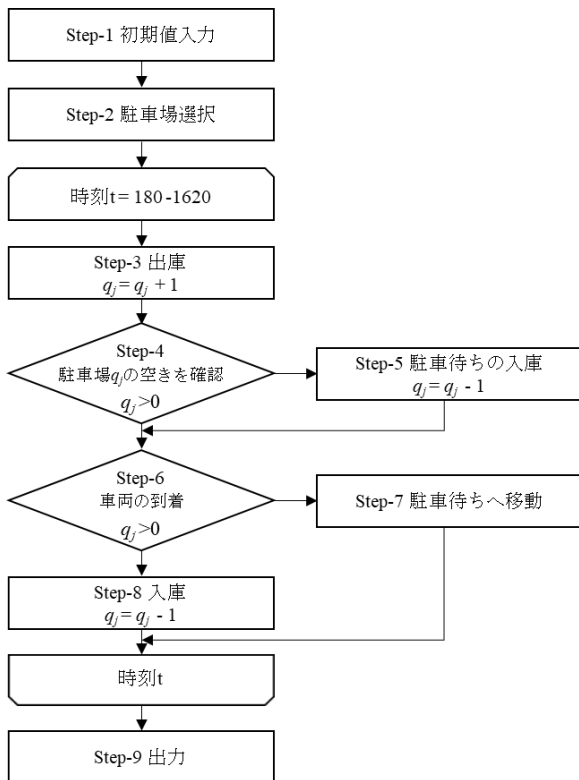 Step-1 初期値入力
Step-2 駐車場選択
時刻t = 180 -1620
Step-3 出庫
qj = qj + 1
Step-4
駐車場qjの空きを確認
qj >0
Step-5 駐車待ちの入庫
qj = qj - 1
Step-6
車両の到着
qj >0
Step-7 駐車待ちへ移動
Step-8 入庫
qj = qj - 1
時刻t
Step-9 出力